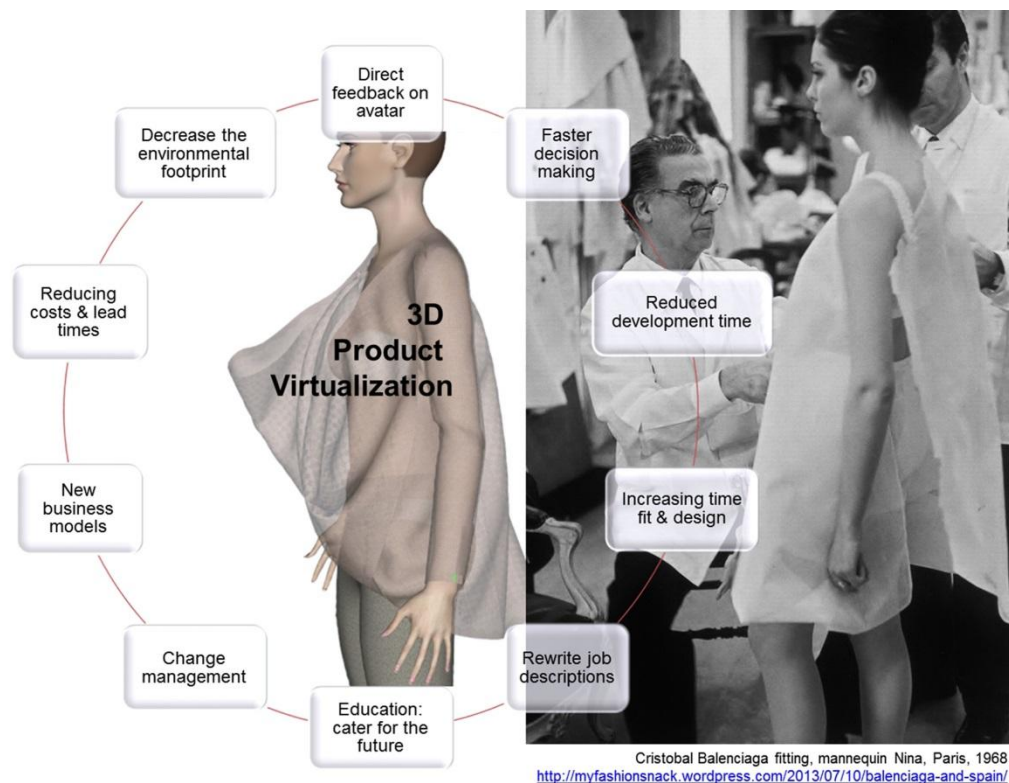 Direct
feedback on
avatar
Faster
decision
making
Reduced
development time
Increasing time
fit & design
Rewrite job
descriptions
Education:
cater for the
future
Change
management
New
business
models
Reducing
costs & lead
times
Decrease the
environmental
footprint
3D
Product
Virtualization
Cristobal Balenciaga fitting, mannequin Nina, Paris, 1968
http://myfashionsnack.wordpress.com/2013/07/10/balenciaga-and-spain/